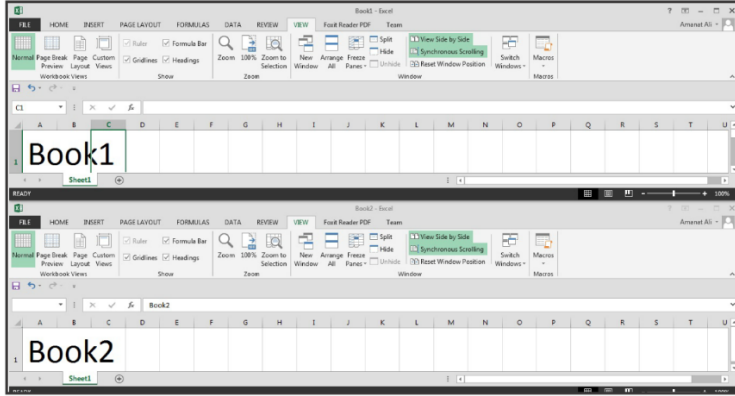 Book1 - Excel
FILE HOME INSERT PAGE LAYOUT FORMULAS DATA REVIEW VIEW Foxit Reader PDF Team Amanat Ali
Normal Page Break Preview Page Layout Custom Views Ruler Formula Bar Gridlines Headings Zoom 100% Zoom to Selection New Window Arrange All Freeze Panes Split Hide Unhide View Side by Side Synchronous Scrolling Reset Window Position Switch Windows Macros
Workbook Views Show Zoom Window Macros
C1 fx
A B C D E F G H I J K L M N O P Q R S T U
1 Book1
Sheet1
READY 100%
Book2 - Excel
FILE HOME INSERT PAGE LAYOUT FORMULAS DATA REVIEW VIEW Foxit Reader PDF Team Amanat Ali
Normal Page Break Preview Page Layout Custom Views Ruler Formula Bar Gridlines Headings Zoom 100% Zoom to Selection New Window Arrange All Freeze Panes Split Hide Unhide View Side by Side Synchronous Scrolling Reset Window Position Switch Windows Macros
Workbook Views Show Zoom Window Macros
fx Book2
A B C D E F G H I J K L M N O P Q R S T U
1 Book2
Sheet1